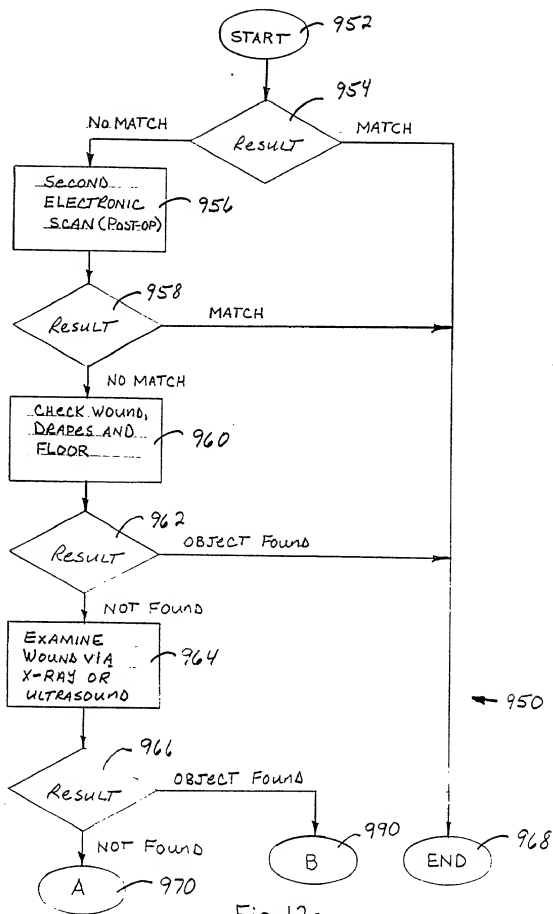 START
952
954
No MATCH
MATCH
Result
SECOND
ELECTRONIC
SCAN (POST-OP)
956
958
Result
MATCH
NO MATCH
CHECK WOUND,
DRAPES AND
FLOOR
960
962
Result
OBJECT FOUND
NOT FOUND
EXAMINE
WOUND VIA
X-RAY OR
ULTRASOUND
964
950
966
Result
OBJECT FOUND
NOT FOUND
990
968
B
END
A
970